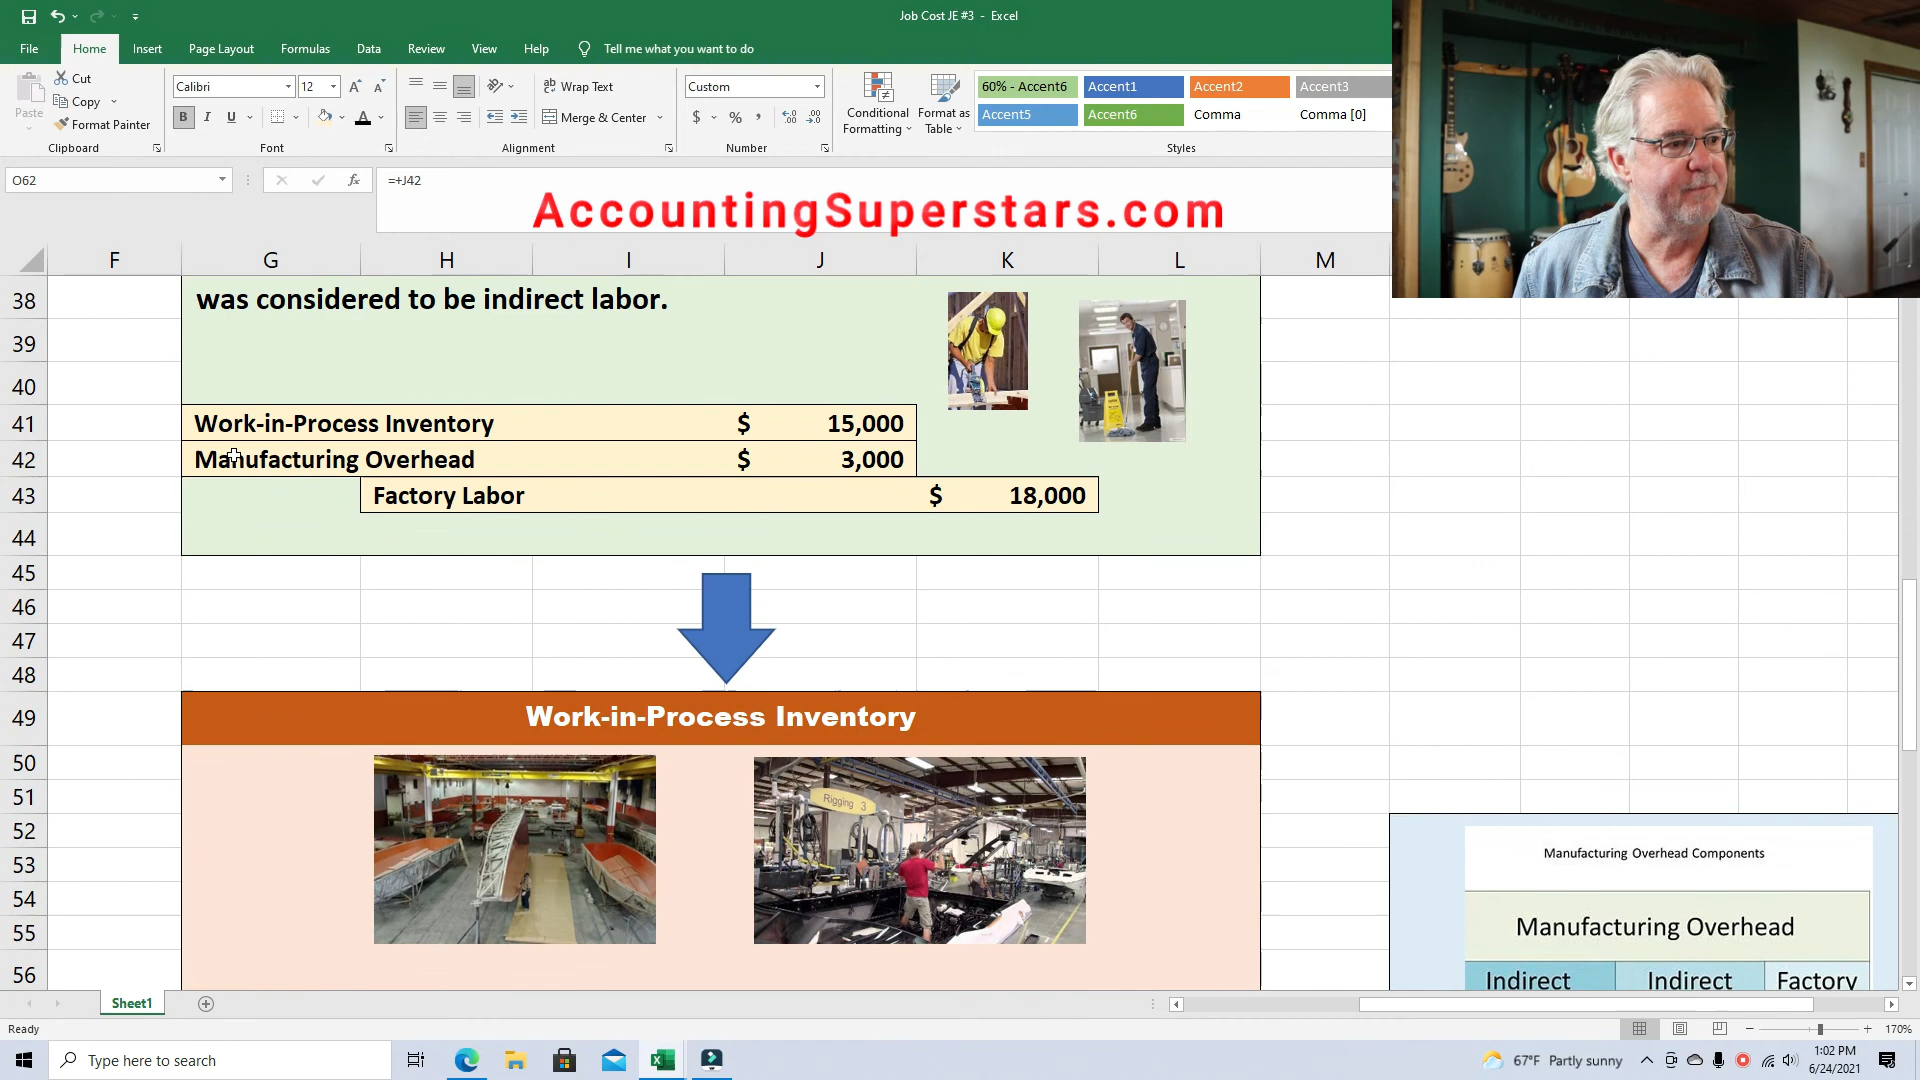 Job Cost JE #3 - Excel
File Home Insert Page Layout Formulas Data Review View Help Tell me what you want to do
Paste
Cut
Copy
Format Painter
Clipboard
Calibri 12
B I U
Font
Wrap Text
Merge & Center
Alignment
Custom
$ % ,
Number
Conditional Formatting
Format as Table
60% - Accent6 Accent1 Accent2 Accent3
Accent5 Accent6 Comma Comma [0]
Styles
O62 fx =+J42
AccountingSuperstars.com
F G H I J K L M
38 was considered to be indirect labor.
39
40
41 Work-in-Process Inventory $ 15,000
42 Manufacturing Overhead $ 3,000
43 Factory Labor $ 18,000
44
45
46
47
48
49 Work-in-Process Inventory
50
51 Rigging 3
52
53 Manufacturing Overhead Components
54
55 Manufacturing Overhead
56 Indirect Indirect Factory
Sheet1
Ready 170%
Type here to search 67°F Partly sunny 1:02 PM
6/24/2021